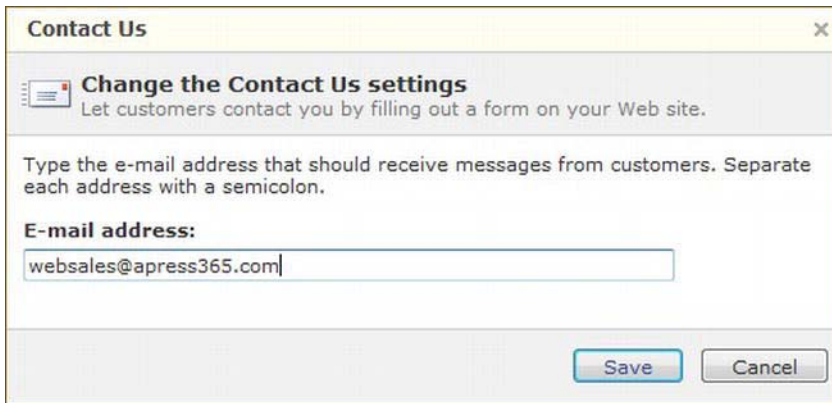 Contact Us
Change the Contact Us settings
Let customers contact you by filling out a form on your Web site.
Type the e-mail address that should receive messages from customers. Separate
each address with a semicolon.
E-mail address:
websales@apress365.com
Save Cancel